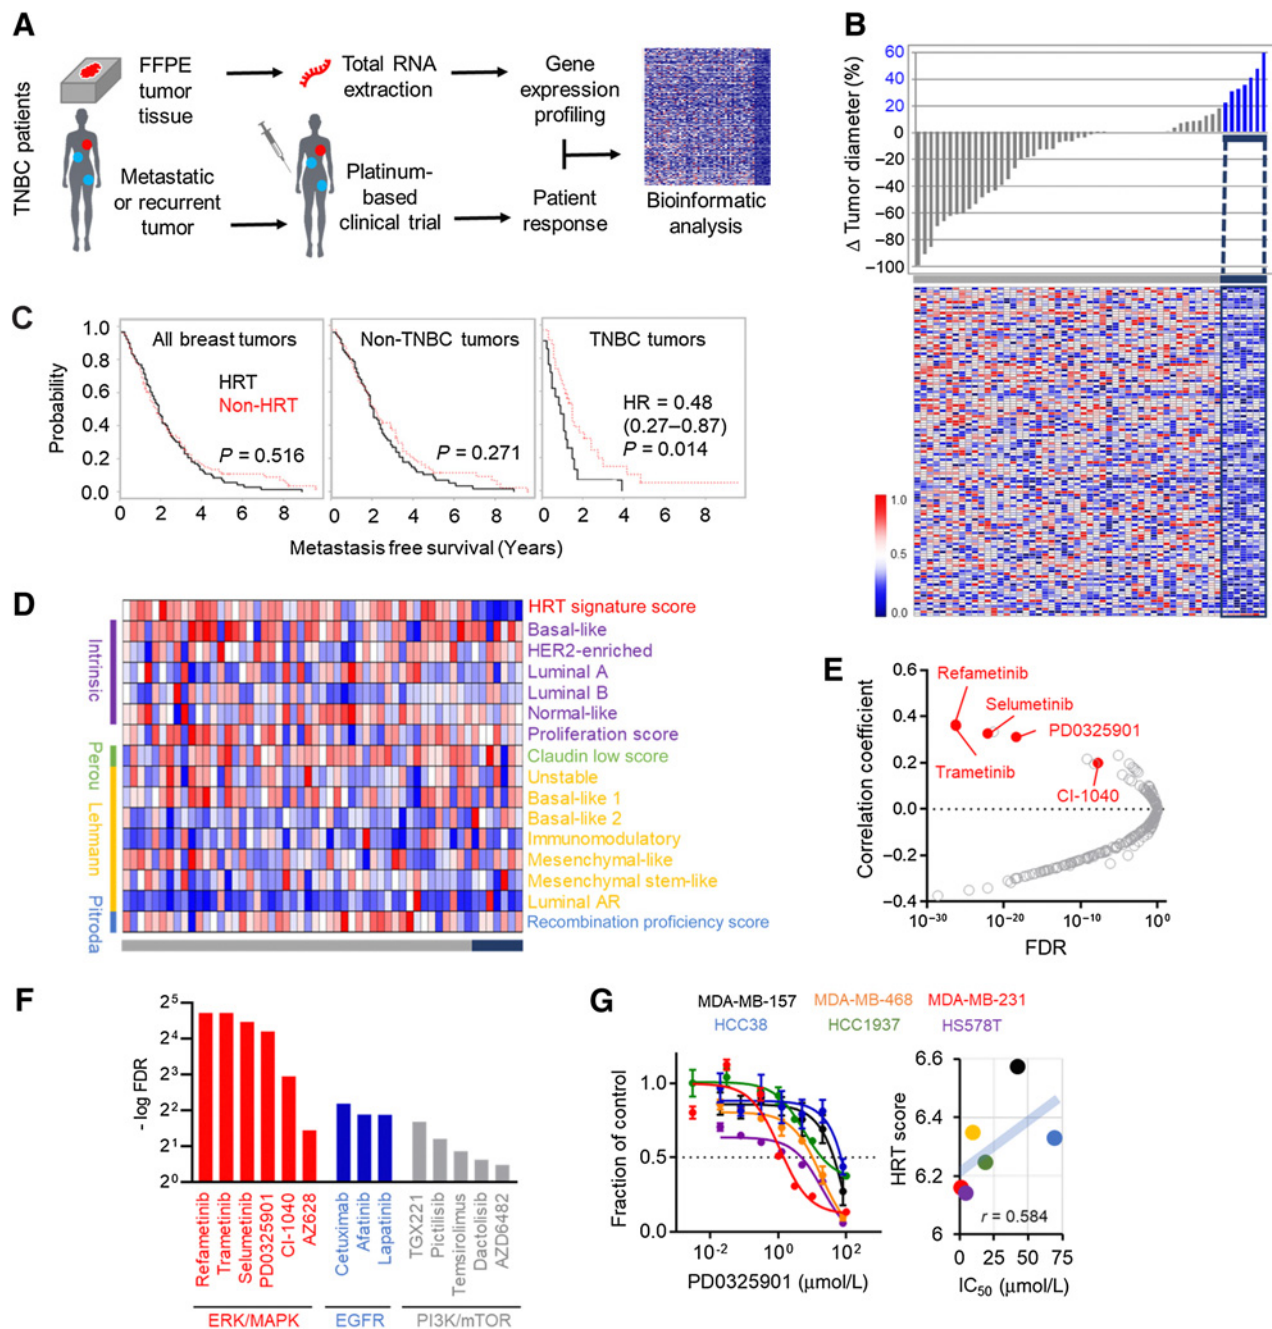 A
TNBC patients
FFPE
tumor
tissue
Total RNA
extraction
Gene
expression
profiling
Metastatic
or recurrent
tumor
Platinum-
based
clinical trial
Patient
response
Bioinformatic
analysis
B
Δ Tumor diameter (%)
60
40
20
0
−20
−40
−60
−80
−100
1.0
0.5
0.0
C
Probability
1.0
0.8
0.6
0.4
0.2
0.0
All breast tumors
HRT
Non-HRT
P = 0.516
Non-TNBC tumors
P = 0.271
TNBC tumors
HR = 0.48
(0.27–0.87)
P = 0.014
0 2 4 6 8
0 2 4 6 8
0 2 4 6 8
Metastasis free survival (Years)
D
Intrinsic
Perou
Lehmann
Pitroda
HRT signature score
Basal-like
HER2-enriched
Luminal A
Luminal B
Normal-like
Proliferation score
Claudin low score
Unstable
Basal-like 1
Basal-like 2
Immunomodulatory
Mesenchymal-like
Mesenchymal stem-like
Luminal AR
Recombination proficiency score
E
Correlation coefficient
0.6
0.4
0.2
0.0
−0.2
−0.4
Refametinib
Selumetinib
PD0325901
Trametinib
CI-1040
10−30 10−20 10−10 100
FDR
F
- log FDR
25
24
23
22
21
20
Refametinib
Trametinib
Selumetinib
PD0325901
CI-1040
AZ628
Cetuximab
Afatinib
Lapatinib
TGX221
Pictilisib
Temsirolimus
Dactolisib
AZD6482
ERK/MAPK
EGFR
PI3K/mTOR
G
MDA-MB-157 MDA-MB-468 MDA-MB-231
HCC38 HCC1937 HS578T
Fraction of control
1.0
0.5
0.0
10−2 100 102
PD0325901 (μmol/L)
HRT score
6.6
6.4
6.2
6
r = 0.584
0 25 50 75
IC50 (μmol/L)